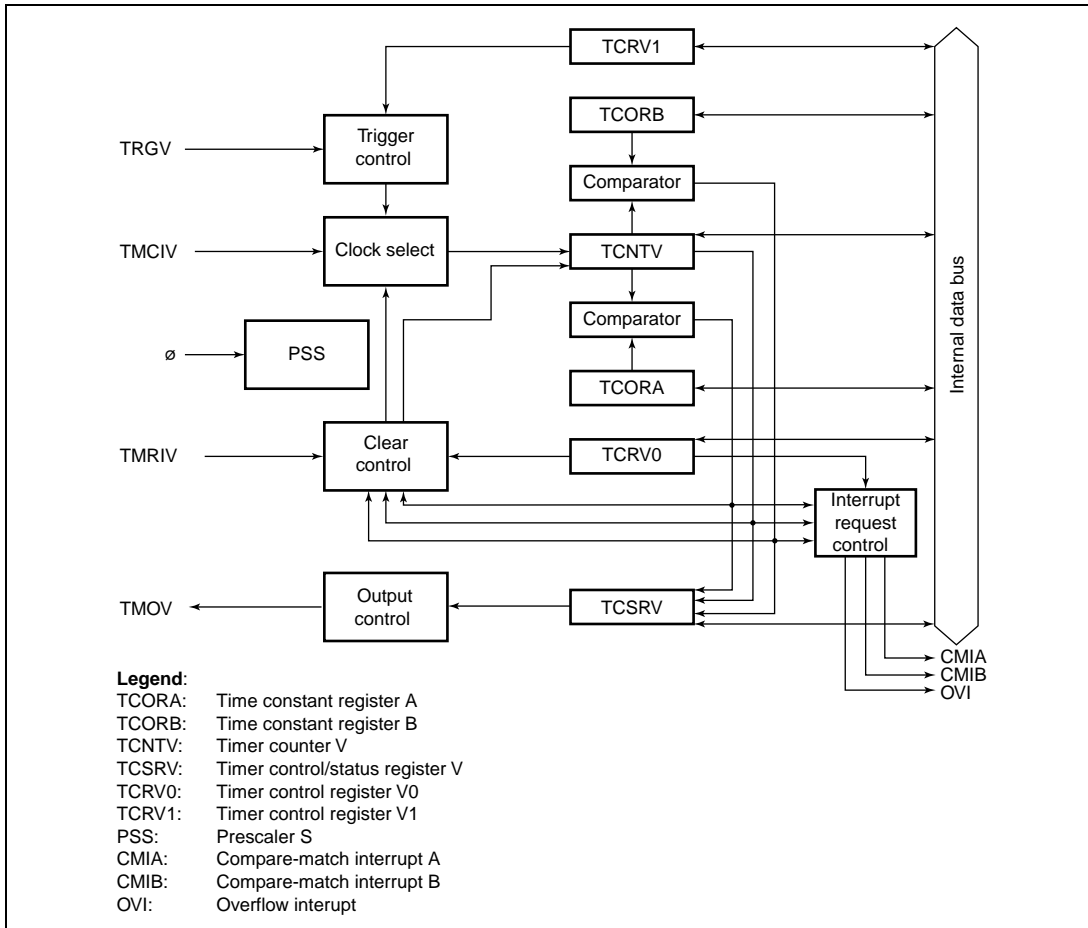 TCRV1
TCORB
TRGV
Trigger
control
Comparator
TMCIV
Clock select
TCNTV
Internal data bus
Comparator
ø
PSS
TCORA
TMRIV
Clear
control
TCRV0
Interrupt
request
control
TMOV
Output
control
TCSRV
CMIA
CMIB
OVI
Legend:
TCORA: Time constant register A
TCORB: Time constant register B
TCNTV: Timer counter V
TCSRV: Timer control/status register V
TCRV0: Timer control register V0
TCRV1: Timer control register V1
PSS: Prescaler S
CMIA: Compare-match interrupt A
CMIB: Compare-match interrupt B
OVI: Overflow interupt